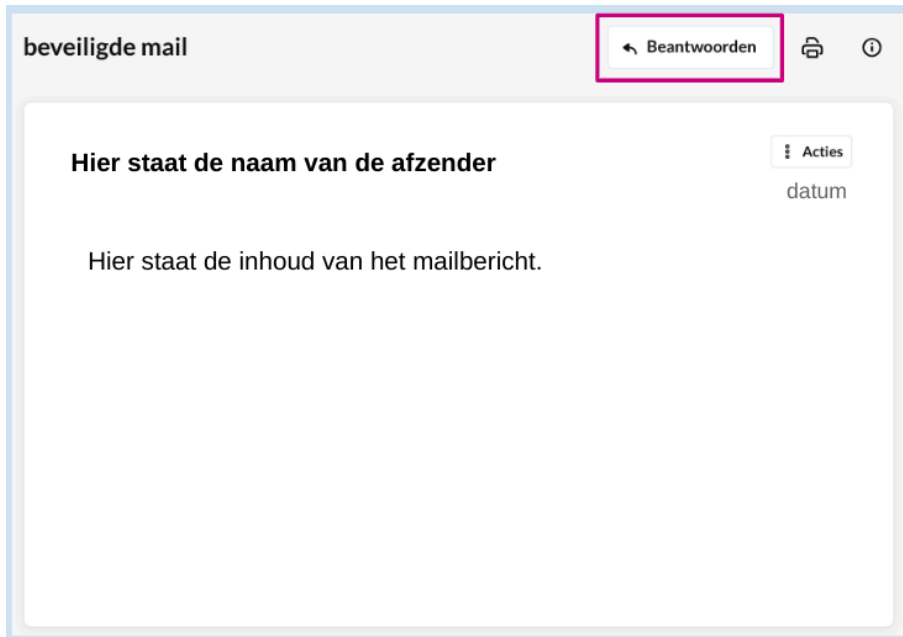 beveiligde mail
Beantwoorden
Hier staat de naam van de afzender
Acties
datum
Hier staat de inhoud van het mailbericht.